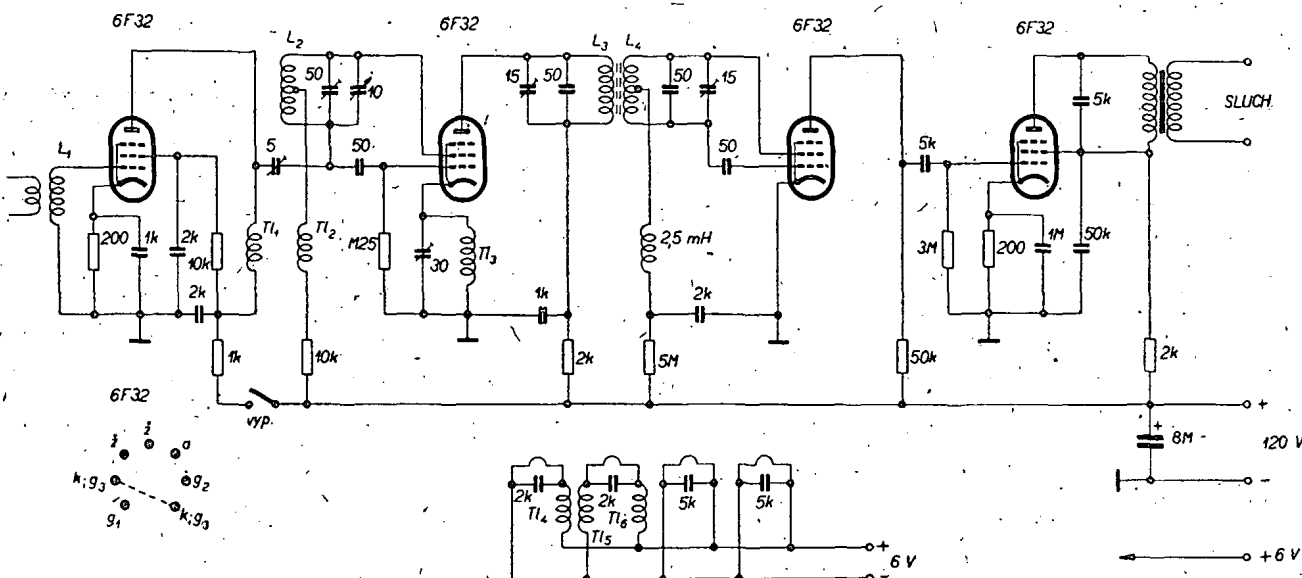 6F32
6F32
6F32
6F32
L1
200
1k
2k
10k
2k
1k
Tl1
L2
50
10
5
50
Tl2
10k
M25
30
Tl3
1k
15
50
L3
L4
50
15
50
2k
2,5 mH
2k
5M
50k
5k
3M
200
1M
50k
5k
SLUCH.
2k
vyp.
+
8M
+
120 V
-
6F32
ž
ž
a
k;g3
g2
g1
k;g3
2k
2k
5k
5k
Tl4
Tl5
Tl6
+
6 V
-
+ 6 V